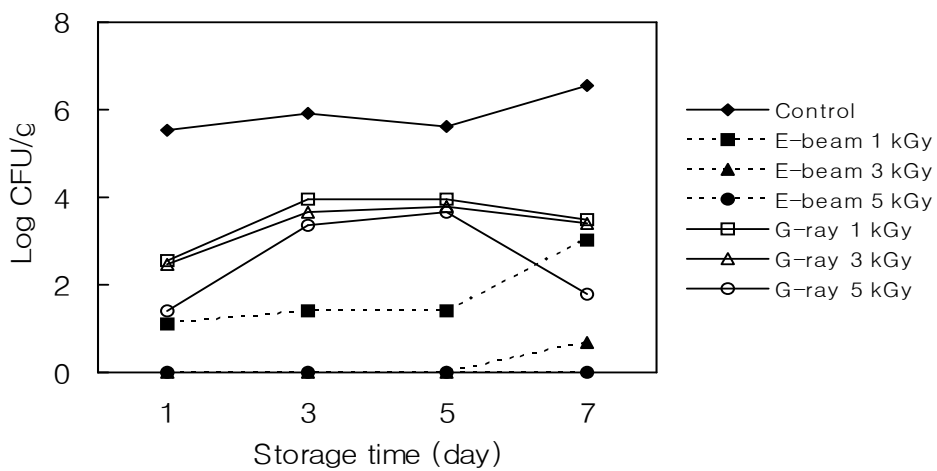 8
6
4
2
0
Log CFU/g
1 3 5 7
Storage time (day)
Control
E-beam 1 kGy
E-beam 3 kGy
E-beam 5 kGy
G-ray 1 kGy
G-ray 3 kGy
G-ray 5 kGy